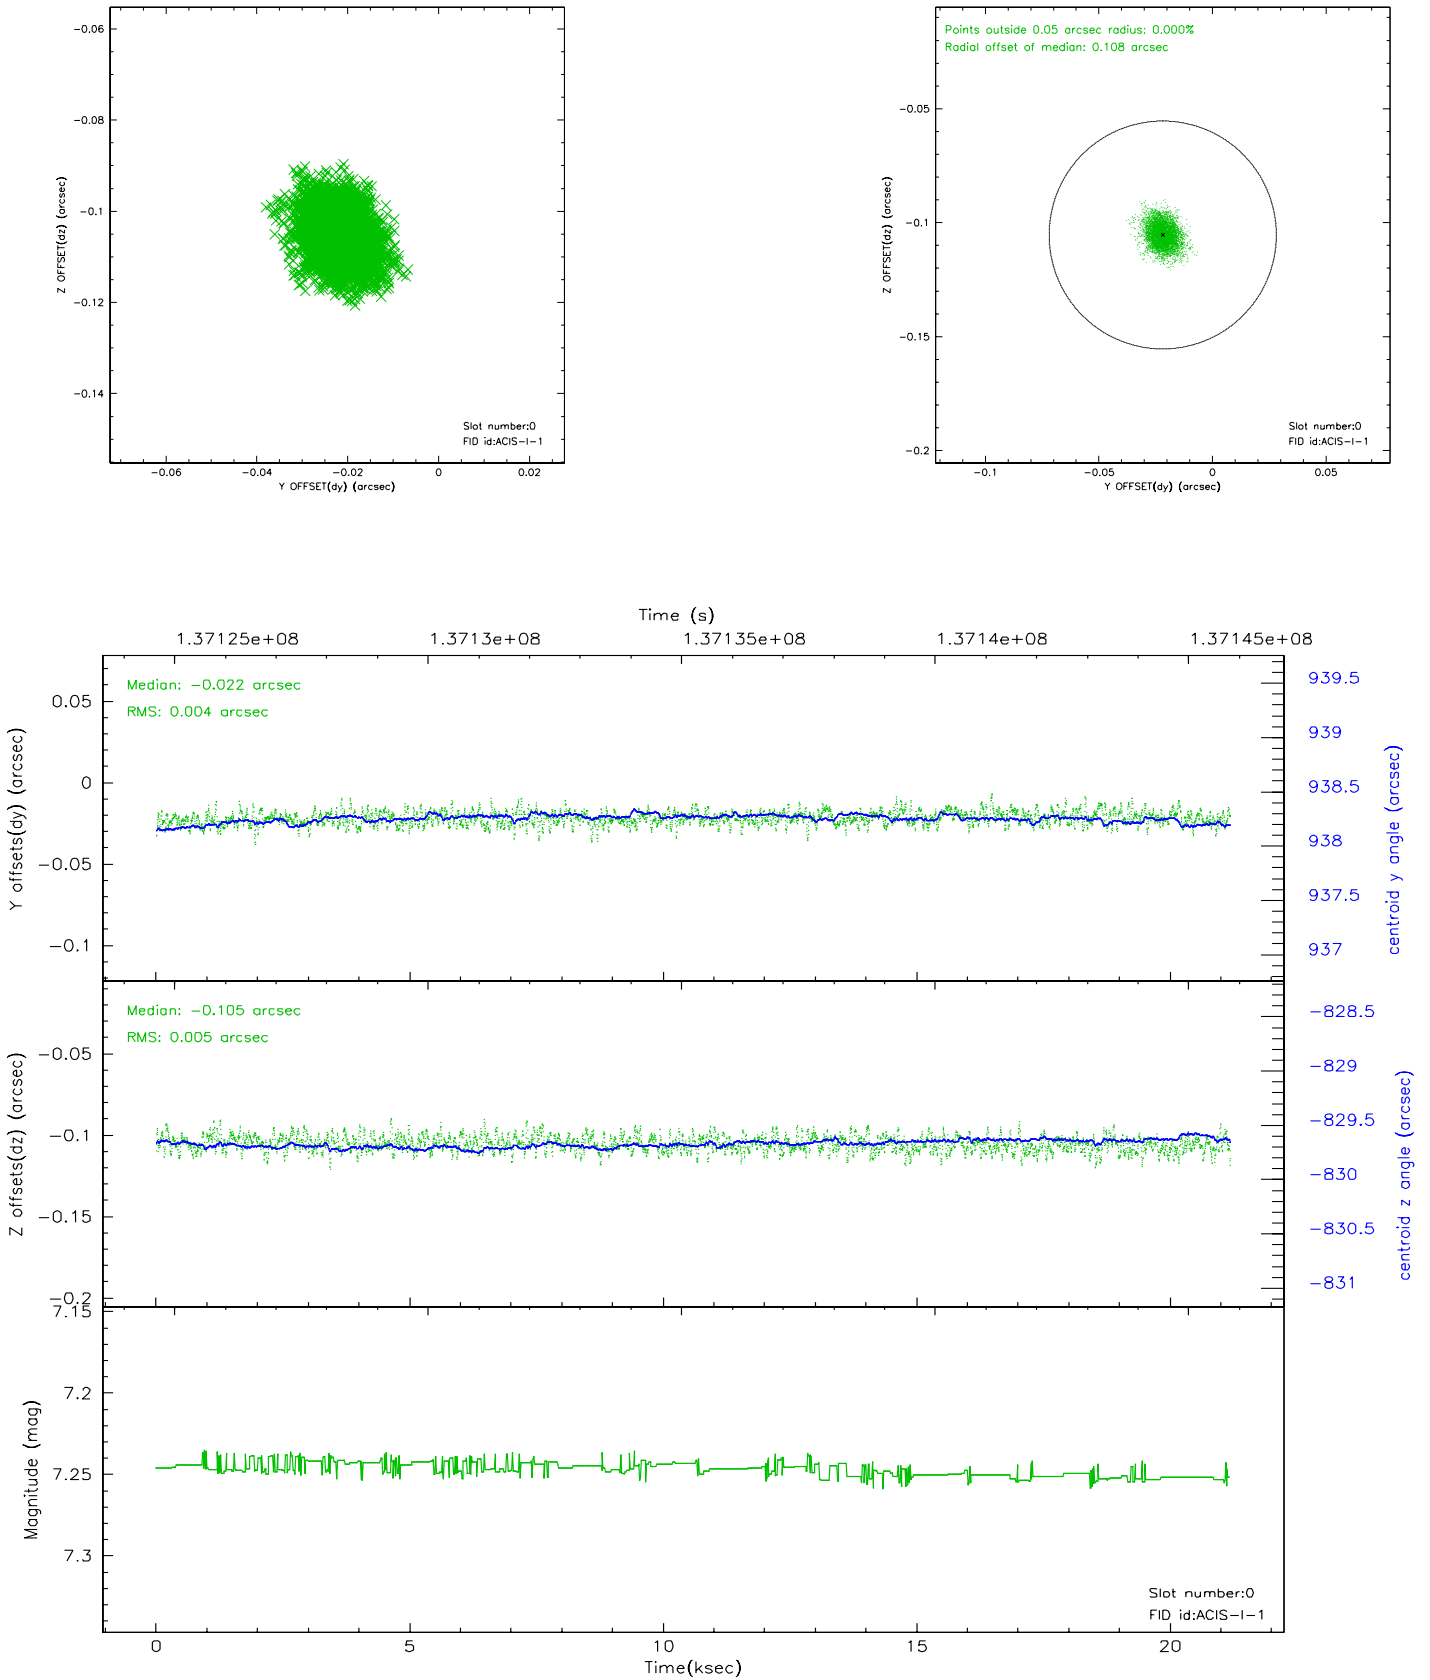 -0.06
-0.08
-0.1
-0.12
-0.14
Z OFFSET(dz) (arcsec)
Slot number:0
FID id:ACIS-I-1
-0.06
-0.04
-0.02
0
0.02
Y OFFSET(dy) (arcsec)
Points outside 0.05 arcsec radius: 0.000%
Radial offset of median: 0.108 arcsec
-0.05
-0.1
-0.15
-0.2
Z OFFSET(dz) (arcsec)
Slot number:0
FID id:ACIS-I-1
-0.1
-0.05
0
0.05
Y OFFSET(dy) (arcsec)
Time (s)
1.37125e+08
1.3713e+08
1.37135e+08
1.3714e+08
1.37145e+08
Median: -0.022 arcsec
RMS: 0.004 arcsec
0.05
0
-0.05
-0.1
Y offsets(dy) (arcsec)
939.5
939
938.5
938
937.5
937
centroid y angle (arcsec)
Median: -0.105 arcsec
RMS: 0.005 arcsec
-0.05
-0.1
-0.15
-0.2
Z offsets(dz) (arcsec)
-828.5
-829
-829.5
-830
-830.5
-831
centroid z angle (arcsec)
7.15
7.2
7.25
7.3
Magnitude (mag)
Slot number:0
FID id:ACIS-I-1
0
5
10
15
20
Time(ksec)